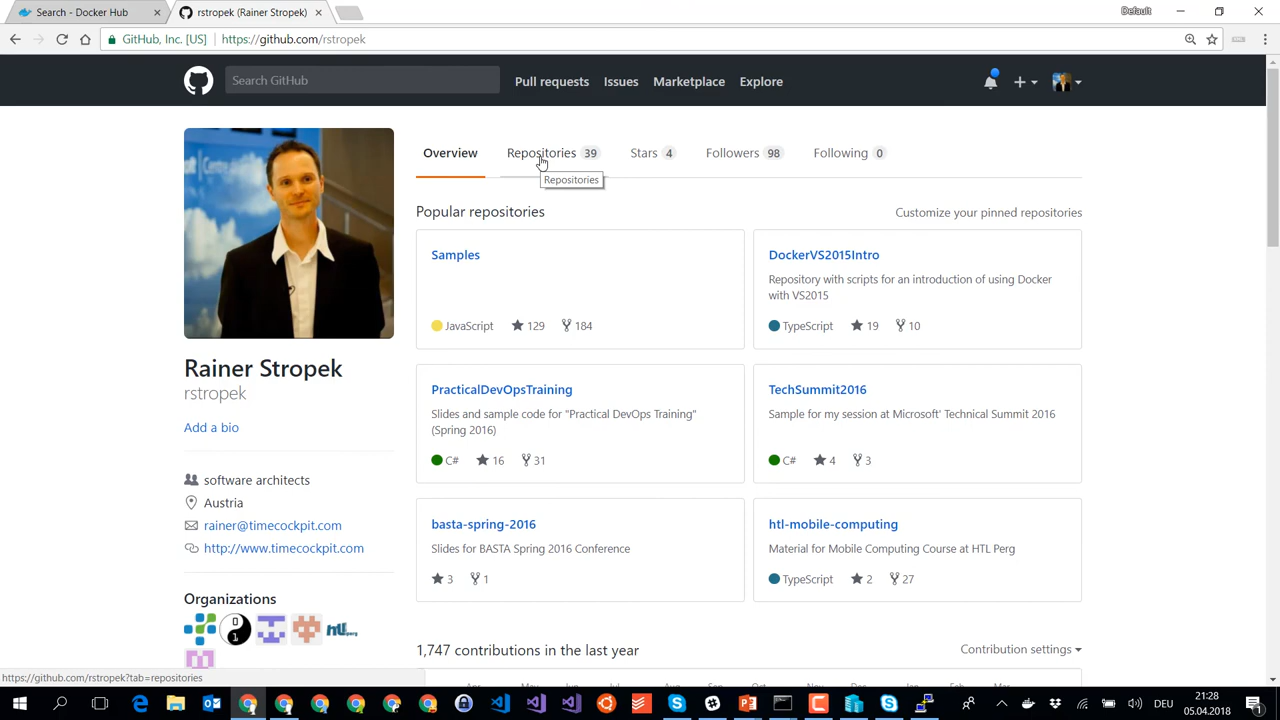 Search - Docker Hub
rstropek (Rainer Stropek)
Default
GitHub, Inc. [US]
https://github.com/rstropek
Search GitHub
Pull requests
Issues
Marketplace
Explore
Overview
Repositories 39
Stars 4
Followers 98
Following 0
Repositories
Popular repositories
Customize your pinned repositories
Samples
JavaScript 129 184
DockerVS2015Intro
Repository with scripts for an introduction of using Docker
with VS2015
TypeScript 19 10
PracticalDevOpsTraining
Slides and sample code for "Practical DevOps Training"
(Spring 2016)
C# 16 31
TechSummit2016
Sample for my session at Microsoft' Technical Summit 2016
C# 4 3
basta-spring-2016
Slides for BASTA Spring 2016 Conference
3 1
htl-mobile-computing
Material for Mobile Computing Course at HTL Perg
TypeScript 2 27
Rainer Stropek
rstropek
Add a bio
software architects
Austria
rainer@timecockpit.com
http://www.timecockpit.com
Organizations
1,747 contributions in the last year
Contribution settings
https://github.com/rstropek?tab=repositories
DEU
21:28
05.04.2018